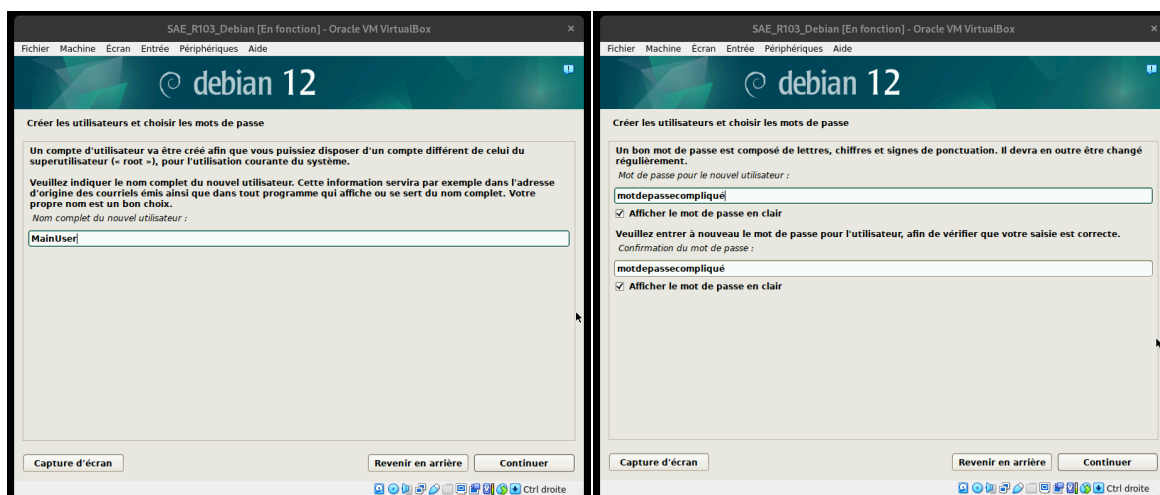 SAE_R103_Debian [En fonction] - Oracle VM VirtualBox
Fichier Machine Écran Entrée Périphériques Aide
debian 12
Créer les utilisateurs et choisir les mots de passe
Un compte d'utilisateur va être créé afin que vous puissiez disposer d'un compte différent de celui du
superutilisateur (« root »), pour l'utilisation courante du système.
Veuillez indiquer le nom complet du nouvel utilisateur. Cette information servira par exemple dans l'adresse
d'origine des courriels émis ainsi que dans tout programme qui affiche ou se sert du nom complet. Votre
propre nom est un bon choix.
Nom complet du nouvel utilisateur :
MainUser
Capture d'écran
Revenir en arrière
Continuer
Ctrl droite
SAE_R103_Debian [En fonction] - Oracle VM VirtualBox
Fichier Machine Écran Entrée Périphériques Aide
debian 12
Créer les utilisateurs et choisir les mots de passe
Un bon mot de passe est composé de lettres, chiffres et signes de ponctuation. Il devra en outre être changé
régulièrement.
Mot de passe pour le nouvel utilisateur :
motdepassecompliqué
Afficher le mot de passe en clair
Veuillez entrer à nouveau le mot de passe pour l'utilisateur, afin de vérifier que votre saisie est correcte.
Confirmation du mot de passe :
motdepassecompliqué
Afficher le mot de passe en clair
Capture d'écran
Revenir en arrière
Continuer
Ctrl droite